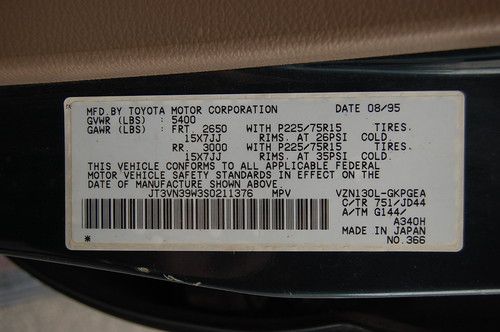 MFD.BY TOYOTA MOTOR CORPORATION DATE 08/95
GVWR (LBS) : 5400
GAWR (LBS) : FRT. 2650 WITH P225/75R15 TIRES.
15X7JJ RIMS. AT 26PSI COLD.
RR. 3000 WITH P225/75R15 TIRES.
15X7JJ RIMS. AT 35PSI COLD.
THIS VEHICLE CONFORMS TO ALL APPLICABLE FEDERAL
MOTOR VEHICLE SAFETY STANDARDS IN EFFECT ON THE
DATE OF MANUFACTURE SHOWN ABOVE.
JT3VN39W3S0211376 MPV VZN130L-GKPGEA
C/TR 751/JD44
A/TM G144/
A340H
MADE IN JAPAN
* NO.366